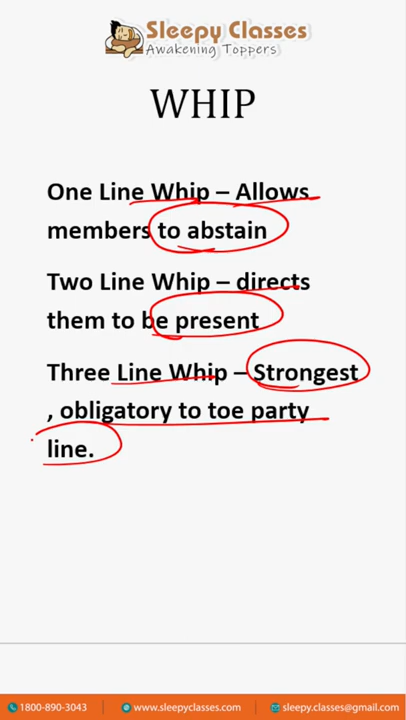 Sleepy Classes
Awakening Toppers
WHIP
One Line Whip – Allows
members to abstain
Two Line Whip – directs
them to be present
Three Line Whip – Strongest
, obligatory to toe party
line.
1800-890-3043 www.sleepyclasses.com sleepy.classes@gmail.com